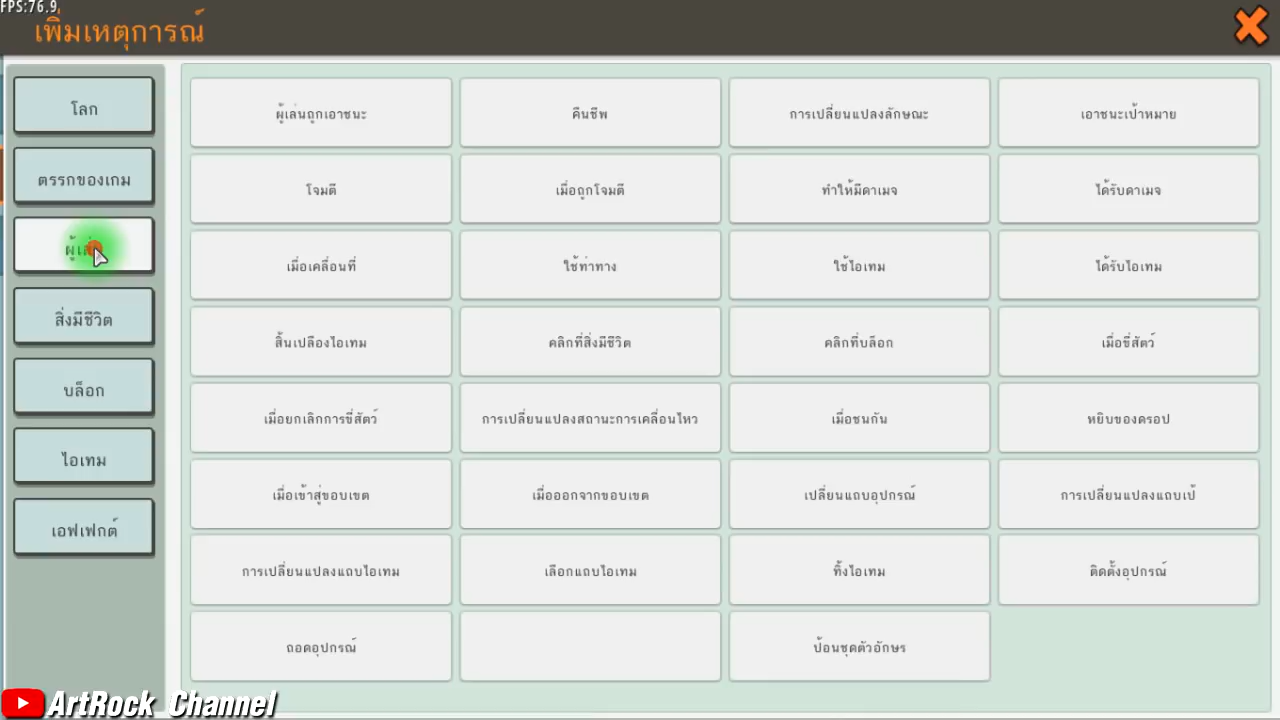 FPS:76.9
เพิ่มเหตุการณ์
โลก
ตรรกของเกม
สิ่งมีชีวิต
บล็อก
ไอเทม
เอฟเฟกต์
ผู้เล่นถูกเอาชนะ คืนชีพ การเปลี่ยนแปลงลักษณะ เอาชนะเป้าหมาย
โจมตี เมื่อถูกโจมตี ทำให้มีดาเมจ ได้รับดาเมจ
เมื่อเคลื่อนที่ ใช้ท่าทาง ใช้ไอเทม ได้รับไอเทม
สิ้นเปลืองไอเทม คลิกที่สิ่งมีชีวิต คลิกที่บล็อก เมื่อขี่สัตว์
เมื่อยกเลิกการขี่สัตว์ การเปลี่ยนแปลงสถานะการเคลื่อนไหว เมื่อชนกัน หยิบของดรอป
เมื่อเข้าสู่ขอบเขต เมื่อออกจากขอบเขต เปลี่ยนแถบอุปกรณ์ การเปลี่ยนแปลงแถบเป้
การเปลี่ยนแปลงแถบไอเทม เลือกแถบไอเทม ทิ้งไอเทม ติดตั้งอุปกรณ์
ถอดอุปกรณ์ ป้อนชุดตัวอักษร
ArtRock Channel